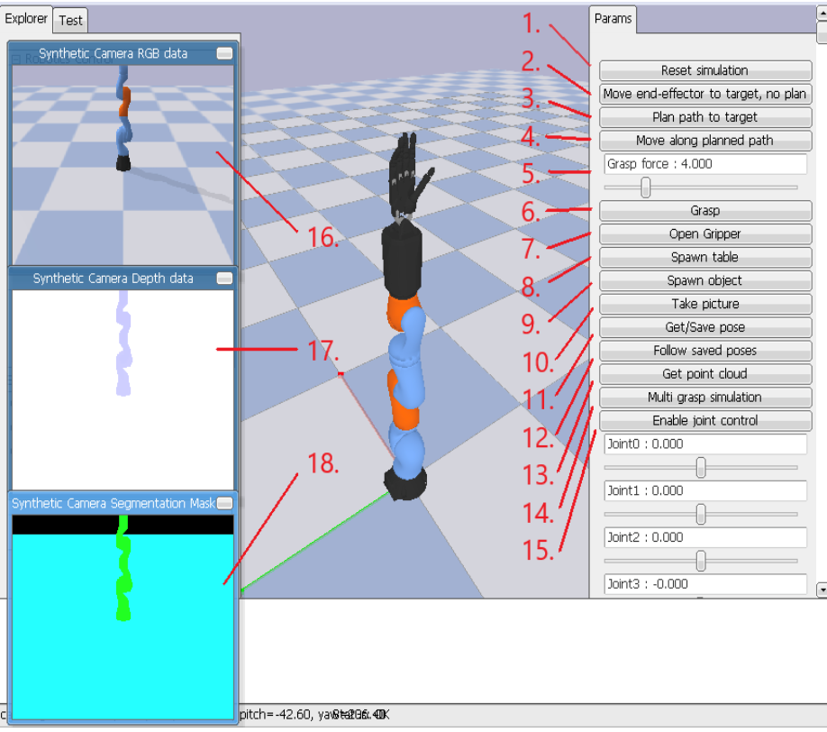 Explorer
Test
Params
Synthetic Camera RGB data
Synthetic Camera Depth data
Synthetic Camera Segmentation Mask
1.
2.
3.
4.
5.
6.
7.
8.
9.
10.
11.
12.
13.
14.
15.
16.
17.
18.
Reset simulation
Move end-effector to target, no plan
Plan path to target
Move along planned path
Grasp force : 4.000
Grasp
Open Gripper
Spawn table
Spawn object
Take picture
Get/Save pose
Follow saved poses
Get point cloud
Multi grasp simulation
Enable joint control
Joint0 : 0.000
Joint1 : 0.000
Joint2 : 0.000
Joint3 : -0.000
pitch=-42.60,